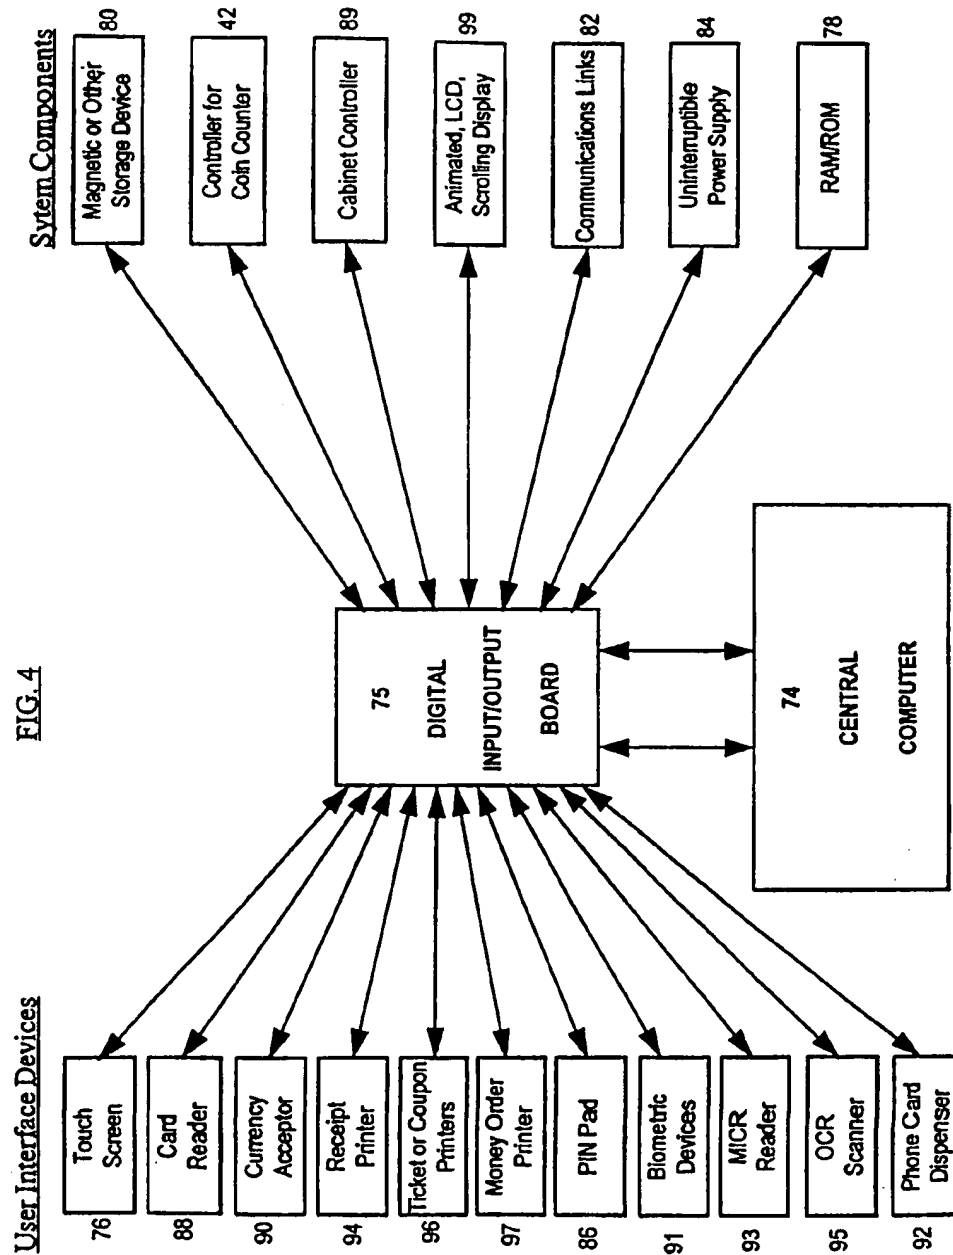 FIG. 4
User Interface Devices
76
Touch
Screen
88
Card
Reader
90
Currency
Acceptor
94
Receipt
Printer
96
Ticket or Coupon
Printers
97
Money Order
Printer
86
PIN Pad
91
Biometric
Devices
93
MICR
Reader
95
OCR
Scanner
92
Phone Card
Dispenser
75
DIGITAL
INPUT/OUTPUT
BOARD
74
CENTRAL
COMPUTER
Sytem Components
Magnetic or Other
Storage Device
80
Controller for
Coin Counter
42
Cabinet Controller
89
Animated, LCD,
Scrolling Display
99
Communications Links
82
Uninterruptible
Power Supply
84
RAM/ROM
78